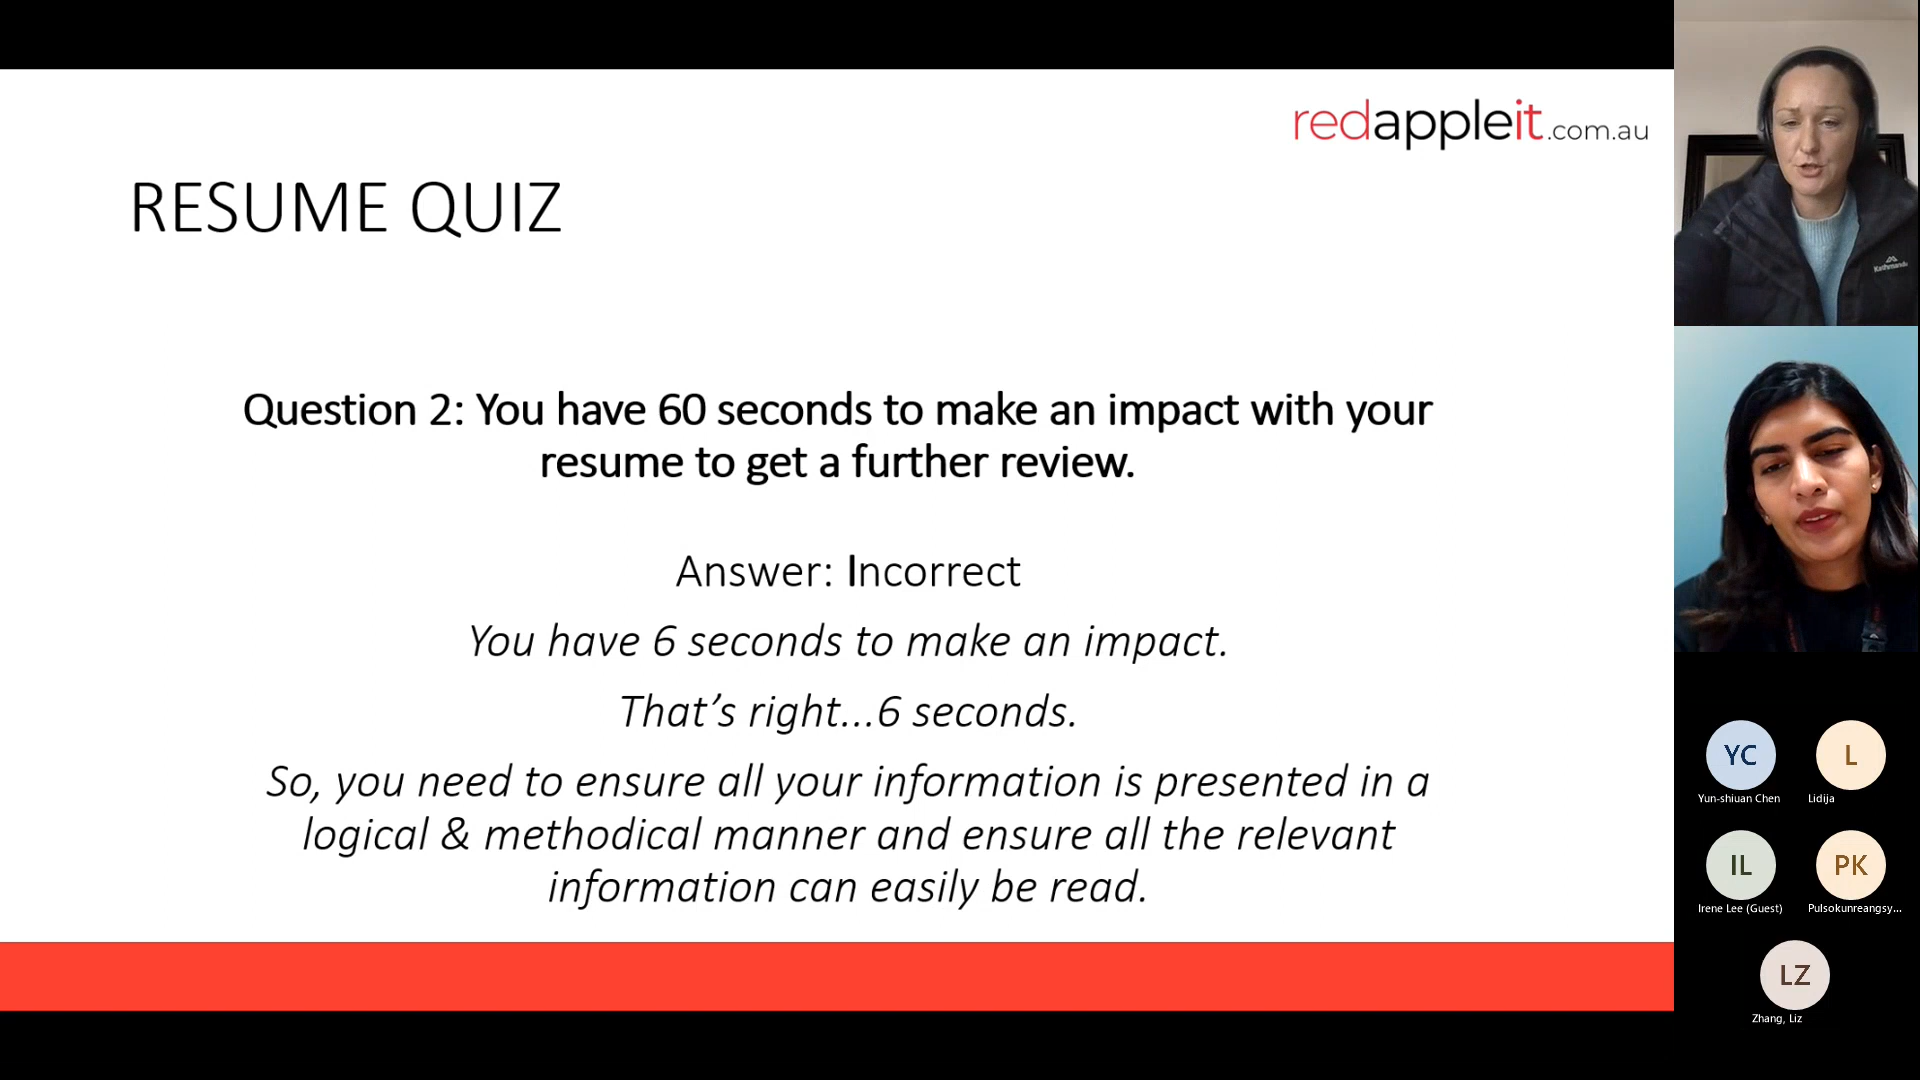 redappleit.com.au
RESUME QUIZ
Question 2: You have 60 seconds to make an impact with your
resume to get a further review.
Answer: Incorrect
You have 6 seconds to make an impact.
That’s right...6 seconds.
So, you need to ensure all your information is presented in a
logical & methodical manner and ensure all the relevant
information can easily be read.
Kathmandu
YC
Yun-shiuan Chen
L
Lidija
IL
Irene Lee (Guest)
PK
Pulsokunreangsy...
LZ
Zhang, Liz